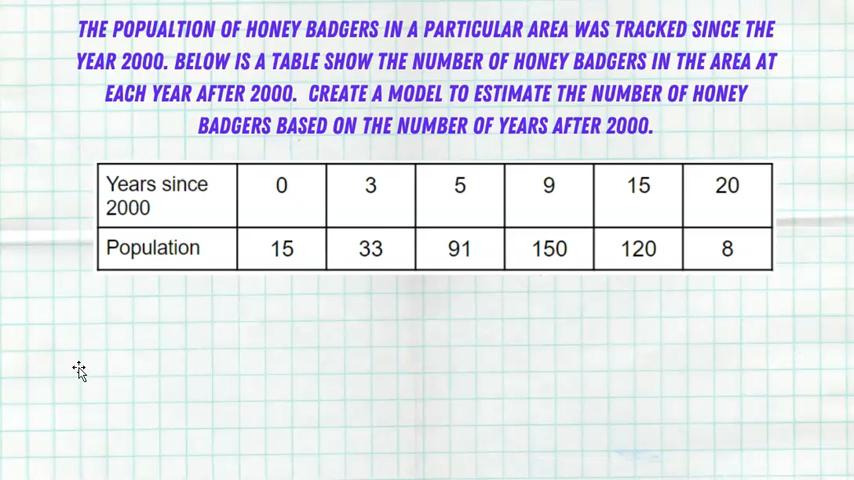 THE POPUALTION OF HONEY BADGERS IN A PARTICULAR AREA WAS TRACKED SINCE THE
YEAR 2000. BELOW IS A TABLE SHOW THE NUMBER OF HONEY BADGERS IN THE AREA AT
EACH YEAR AFTER 2000. CREATE A MODEL TO ESTIMATE THE NUMBER OF HONEY
BADGERS BASED ON THE NUMBER OF YEARS AFTER 2000.
Years since 2000 0 3 5 9 15 20
Population 15 33 91 150 120 8